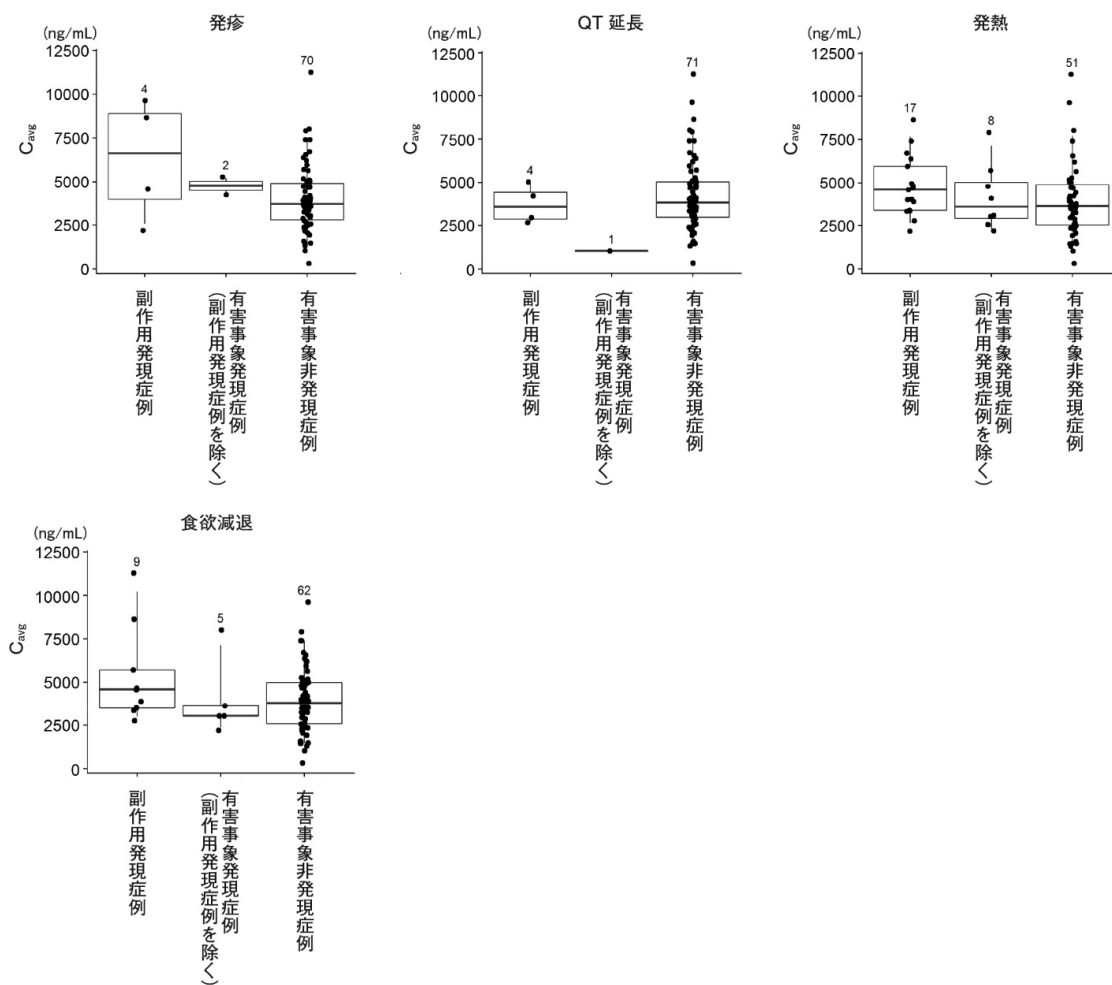 発疹
(ng/mL)
12500
10000
7500
5000
2500
0
Cavg
4
2
70
副作用発現症例
有害事象発現症例
(副作用発現症例を除く)
有害事象非発現症例
QT 延長
(ng/mL)
12500
10000
7500
5000
2500
0
Cavg
4
1
71
副作用発現症例
有害事象発現症例
(副作用発現症例を除く)
有害事象非発現症例
発熱
(ng/mL)
12500
10000
7500
5000
2500
0
Cavg
17
8
51
副作用発現症例
有害事象発現症例
(副作用発現症例を除く)
有害事象非発現症例
食欲減退
(ng/mL)
12500
10000
7500
5000
2500
0
Cavg
9
5
62
副作用発現症例
有害事象発現症例
(副作用発現症例を除く)
有害事象非発現症例